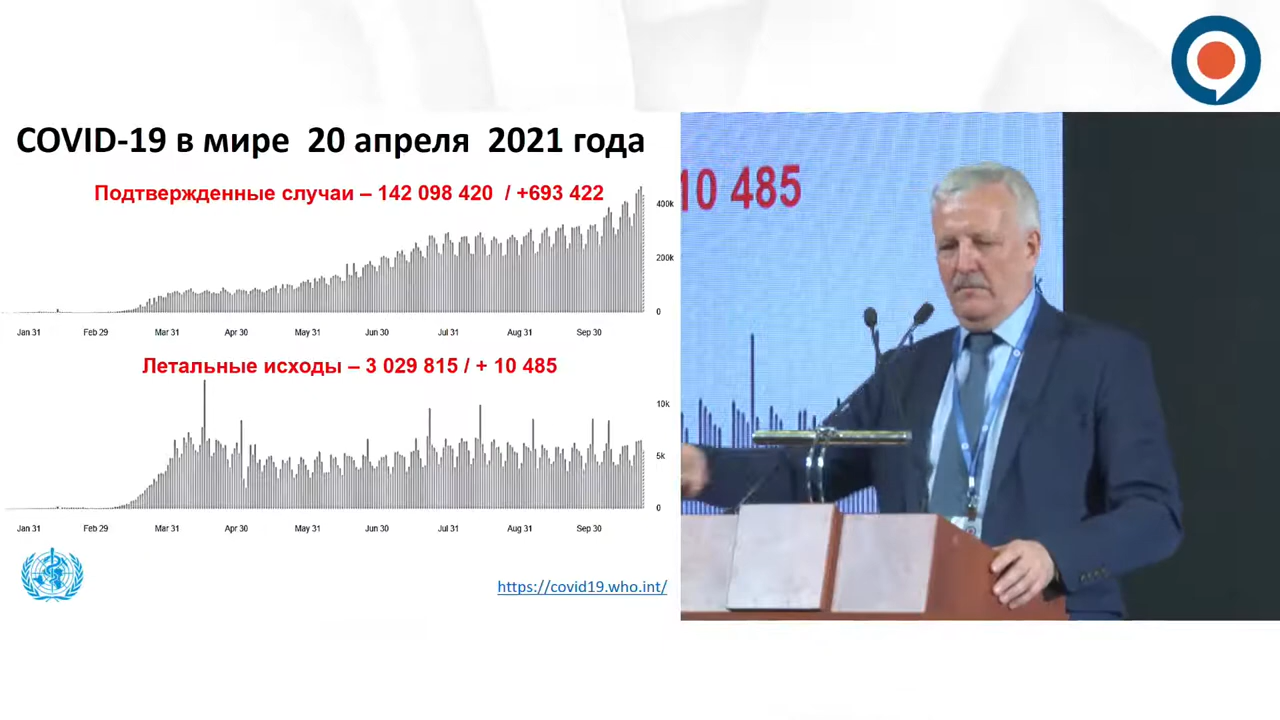 COVID-19 в мире 20 апреля 2021 года
Подтвержденные случаи – 142 098 420 / +693 422
400k
200k
0
Jan 31 Feb 29 Mar 31 Apr 30 May 31 Jun 30 Jul 31 Aug 31 Sep 30
Летальные исходы – 3 029 815 / + 10 485
10k
5k
0
Jan 31 Feb 29 Mar 31 Apr 30 May 31 Jun 30 Jul 31 Aug 31 Sep 30
https://covid19.who.int/
10 485